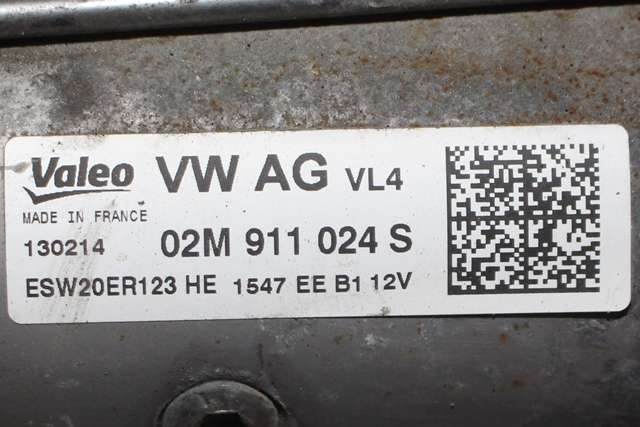 Valeo VW AG VL4
MADE IN FRANCE
130214 02M 911 024 S
ESW20ER123 HE 1547 EE B1 12V